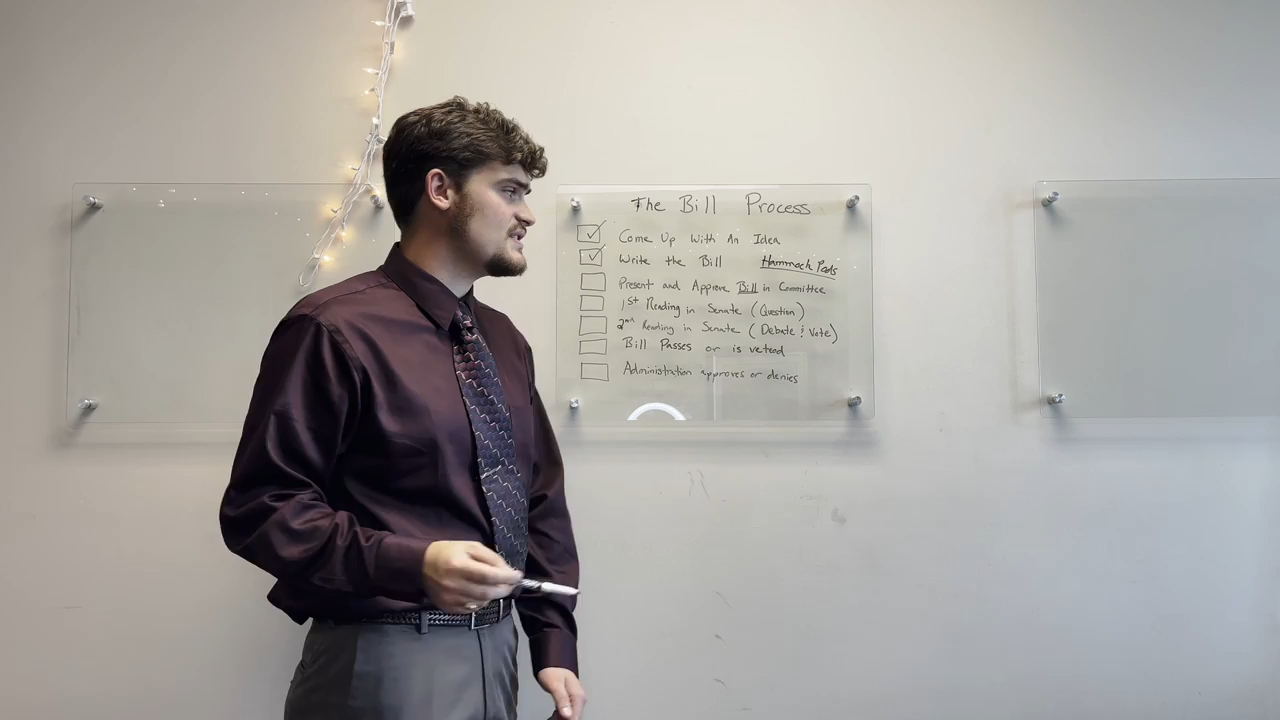 The Bill Process
Come Up With An Idea
Write the Bill Hammock Pads
Present and Approve Bill in Committee
1st Reading in Senate (Question)
2nd Reading in Senate (Debate & Vote)
Bill Passes or is vetoed
Administration approves or denies